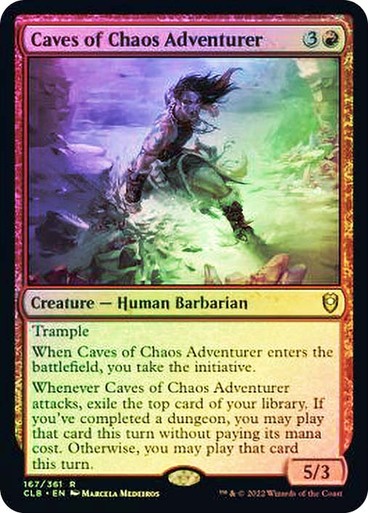 Caves of Chaos Adventurer 3
Creature — Human Barbarian
Trample
When Caves of Chaos Adventurer enters the
battlefield, you take the initiative.
Whenever Caves of Chaos Adventurer
attacks, exile the top card of your library. If
you've completed a dungeon, you may play
that card this turn without paying its mana
cost. Otherwise, you may play that card
this turn.
5/3
167/361 R
CLB • EN Marcela Medeiros
™ & © 2022 Wizards of the Coast